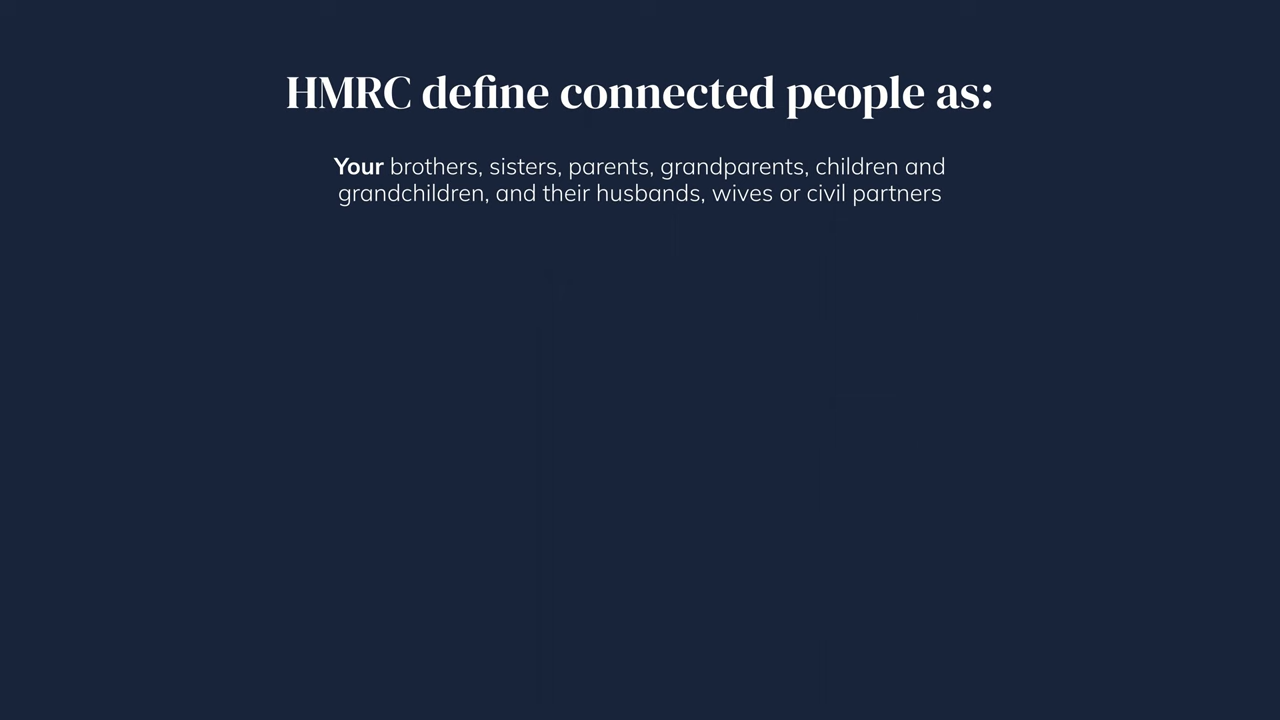 HMRC define connected people as:
Your brothers, sisters, parents, grandparents, children and
grandchildren, and their husbands, wives or civil partners